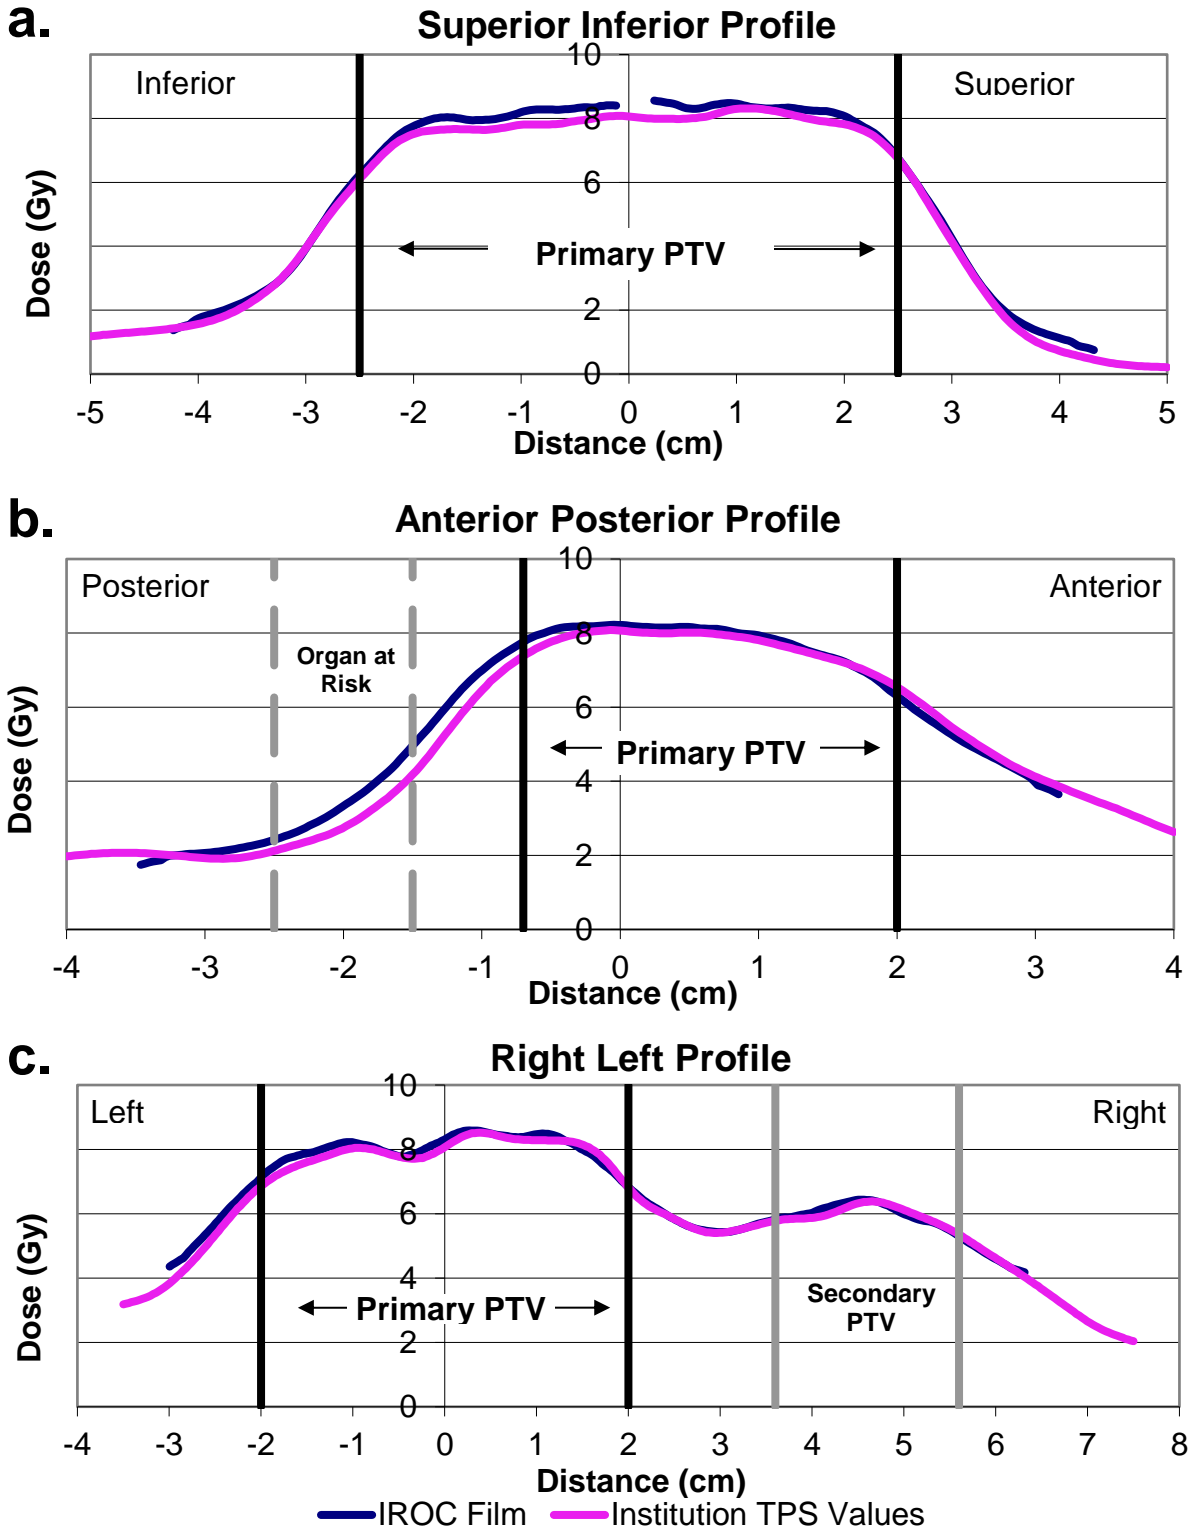 a.
Superior Inferior Profile
10
Inferior
Superior
8
6
Primary PTV
2
0
Dose (Gy)
-5 -4 -3 -2 -1 0 1 2 3 4 5
Distance (cm)
b.
Anterior Posterior Profile
10
Posterior
Anterior
8
Organ at
Risk
6
Primary PTV
4
2
0
Dose (Gy)
-4 -3 -2 -1 0 1 2 3 4
Distance (cm)
c.
Right Left Profile
10
Left
Right
8
6
4
Secondary
PTV
Primary PTV
2
0
Dose (Gy)
-4 -3 -2 -1 0 1 2 3 4 5 6 7 8
Distance (cm)
IROC Film Institution TPS Values